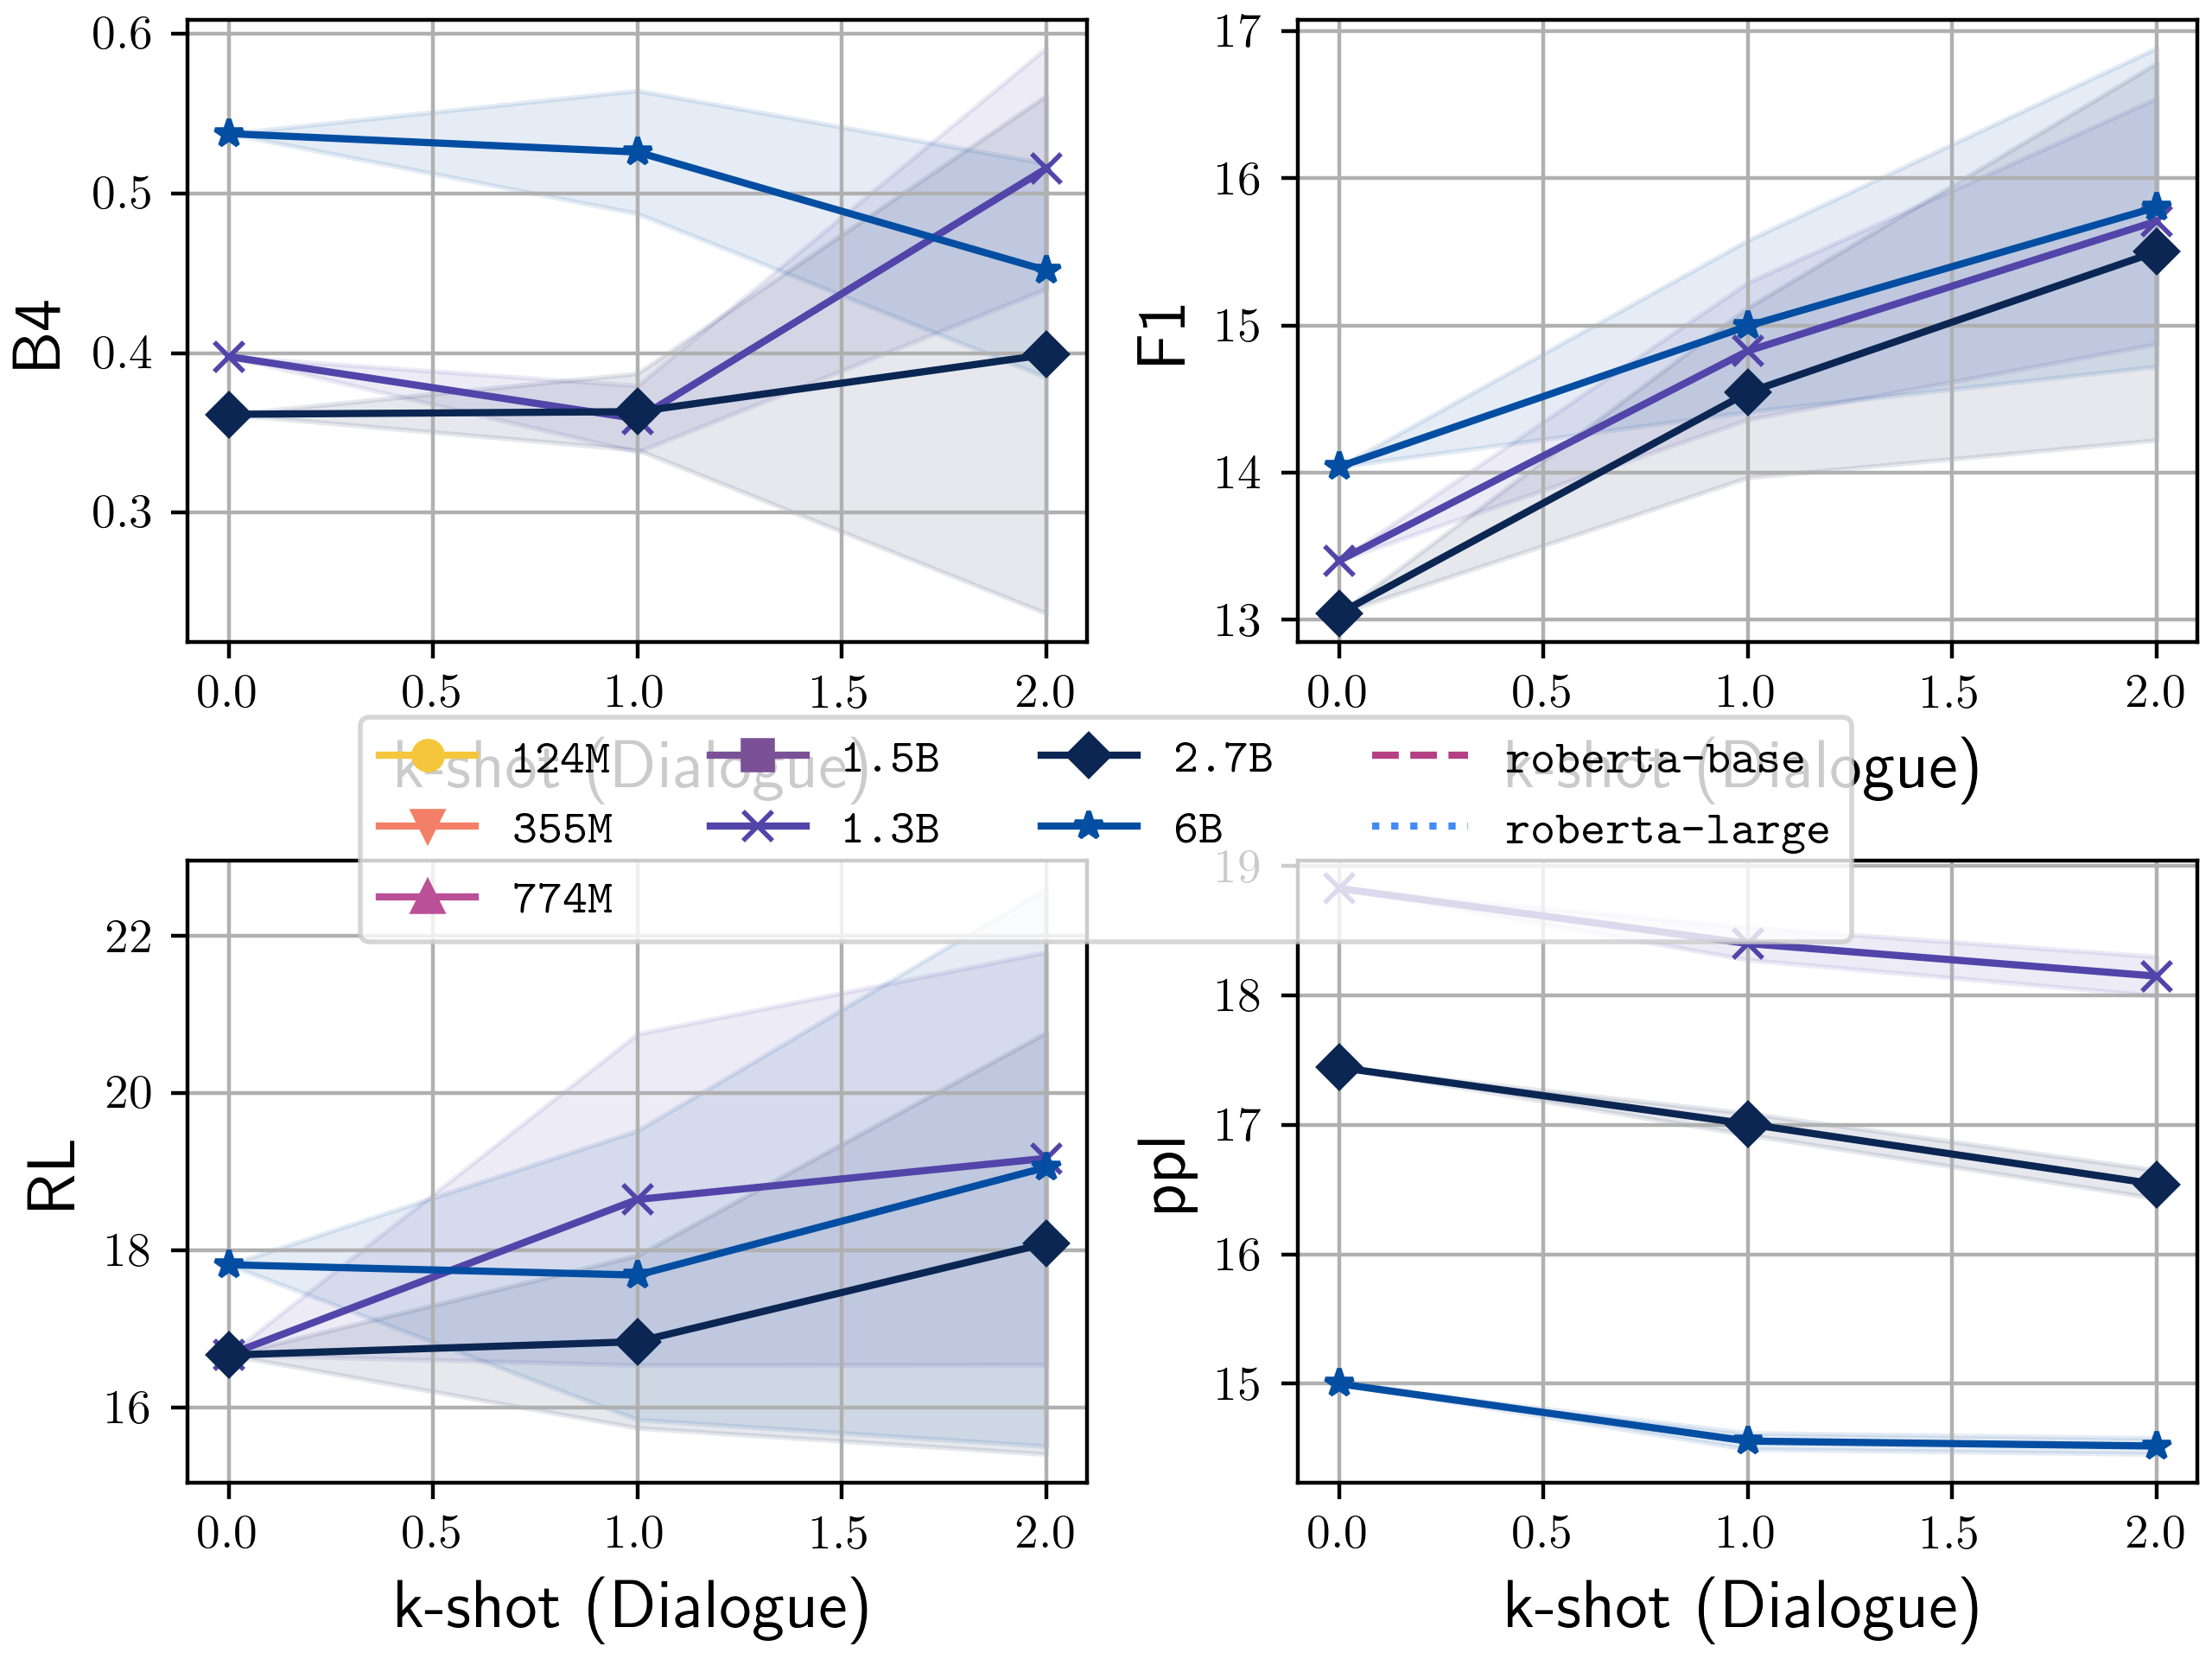 B4
0.6
0.5
0.4
0.3
0.0 0.5 1.0 1.5 2.0
k-shot (Dialogue)
F1
17
16
15
14
13
0.0 0.5 1.0 1.5 2.0
k-shot (Dialogue)
124M 1.5B 2.7B roberta-base
355M 1.3B 6B roberta-large
774M
RL
22
20
18
16
0.0 0.5 1.0 1.5 2.0
k-shot (Dialogue)
ppl
19
18
17
16
15
0.0 0.5 1.0 1.5 2.0
k-shot (Dialogue)